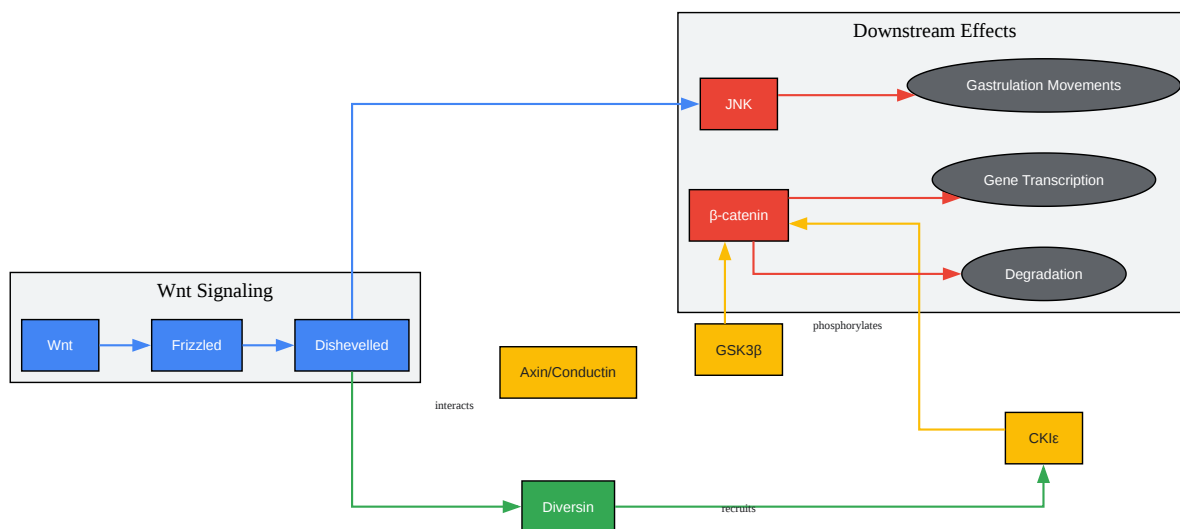 Downstream Effects
JNK
Gastrulation Movements
Gene Transcription
β-catenin
Degradation
Wnt Signaling
Wnt
Frizzled
Dishevelled
phosphorylates
GSK3β
Axin/Conductin
interacts
CKIε
Diversin
recruits